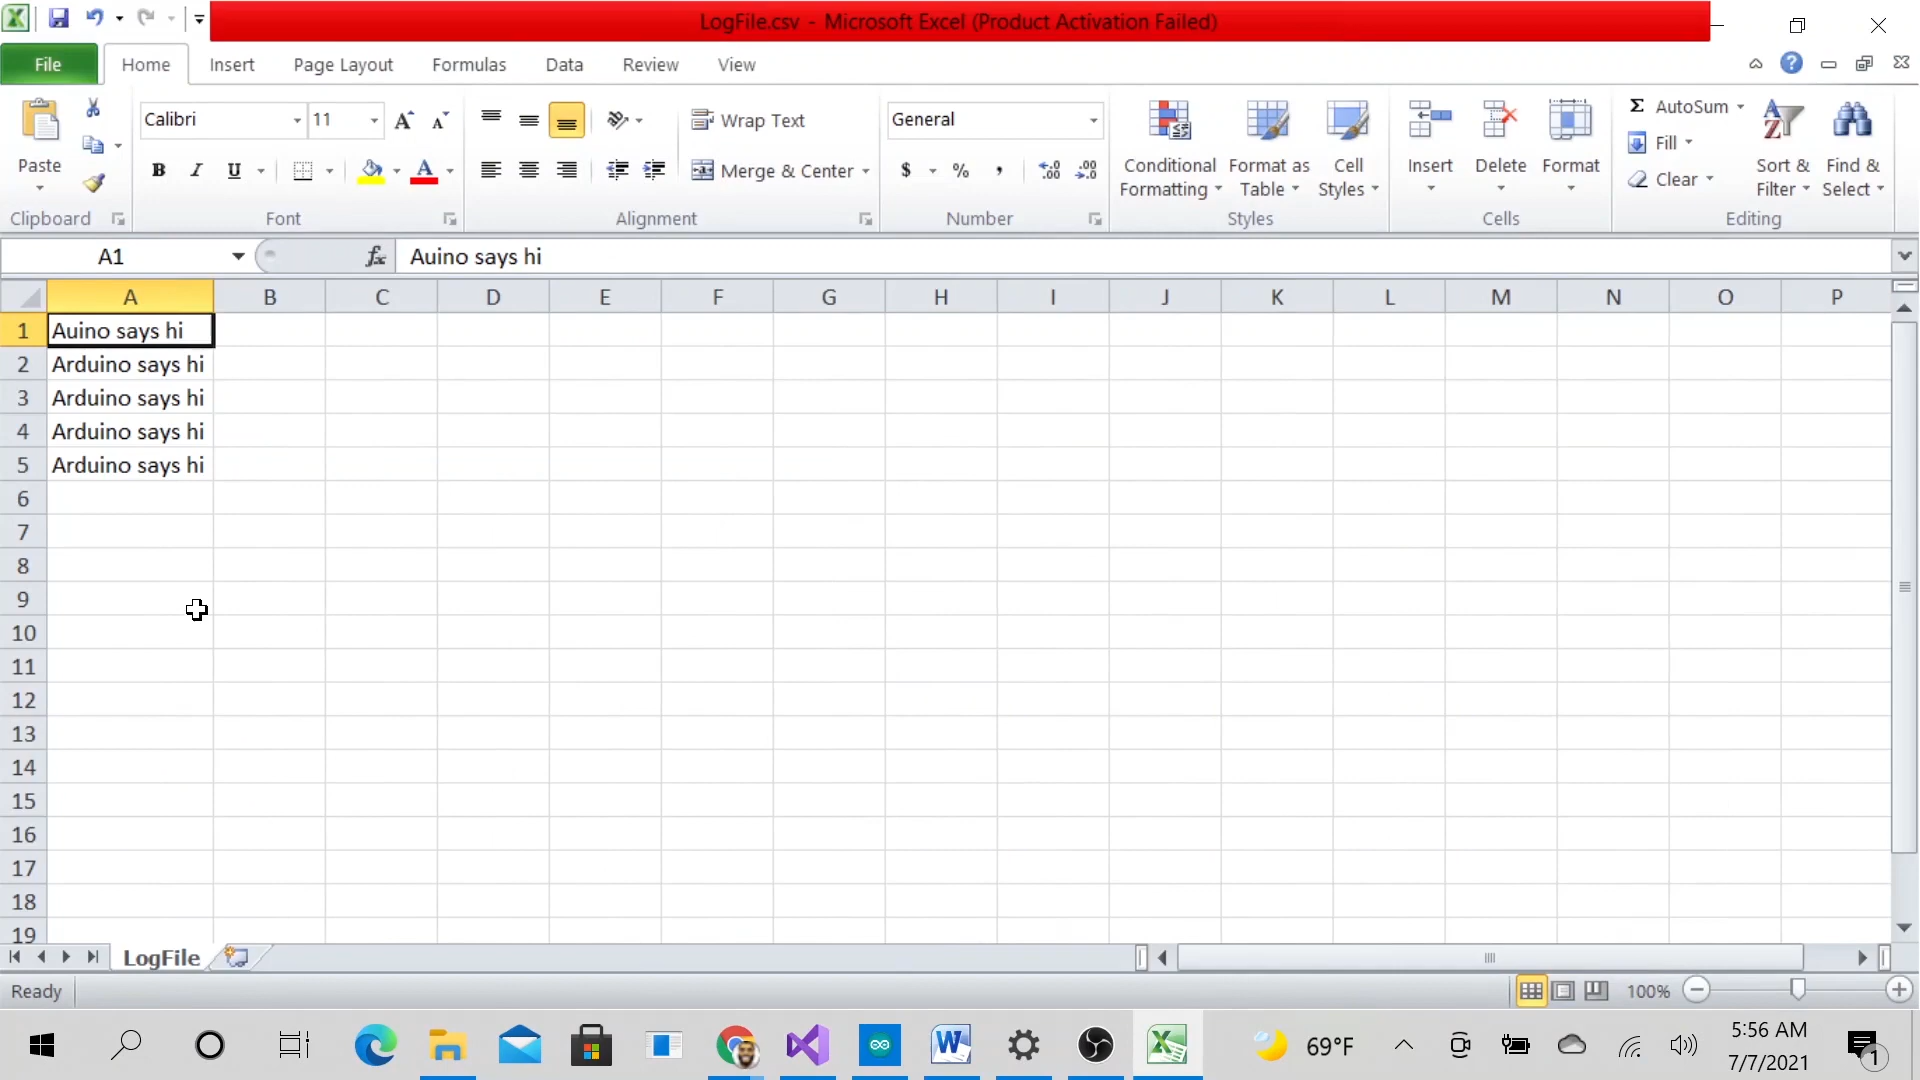 LogFile.csv - Microsoft Excel (Product Activation Failed)
File Home Insert Page Layout Formulas Data Review View
Calibri 11 Wrap Text General AutoSum
Paste Merge & Center $ % , Conditional Formatting Format as Table Cell Styles Insert Delete Format Fill Clear Sort & Filter Find & Select
B I U A
Clipboard Font Alignment Number Styles Cells Editing
A1 fx Auino says hi
A B C D E F G H I J K L M N O P
1 Auino says hi
2 Arduino says hi
3 Arduino says hi
4 Arduino says hi
5 Arduino says hi
6
7
8
9
10
11
12
13
14
15
16
17
18
19
LogFile
Ready 100%
69°F 5:56 AM
7/7/2021 1